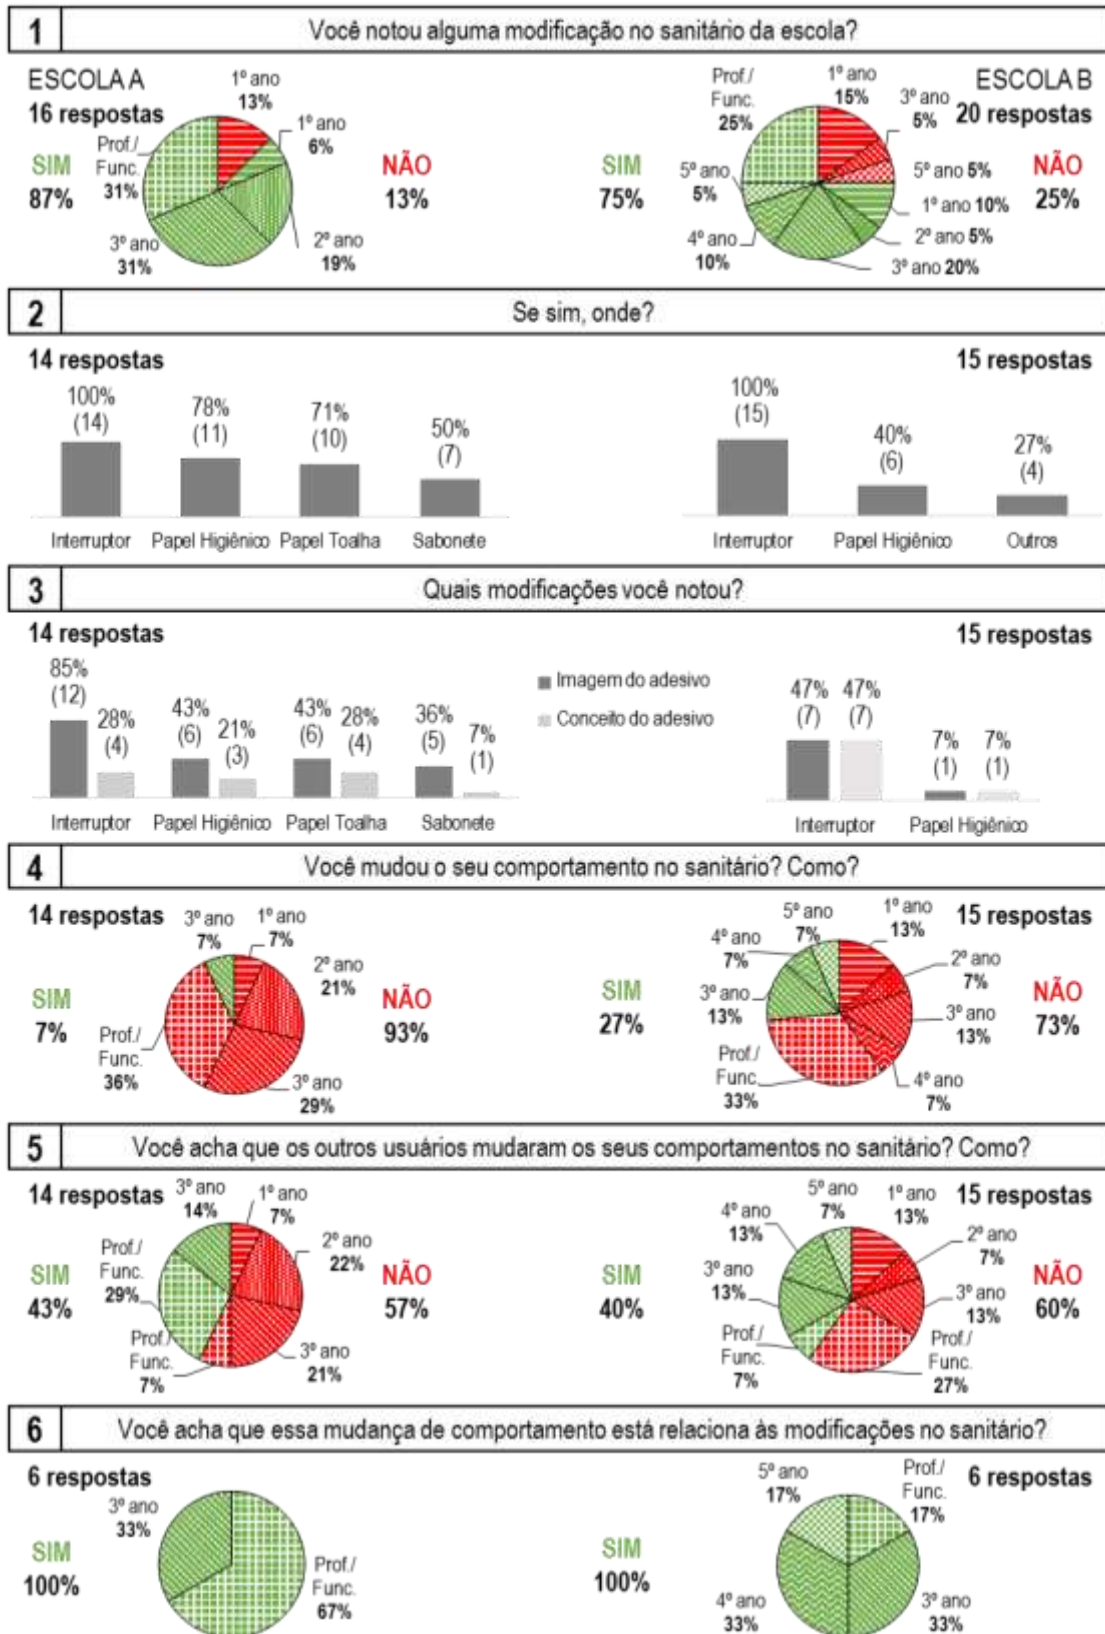 1 Você notou alguma modificação no sanitário da escola?
ESCOLA A
16 respostas
SIM
87%
NÃO
13%
1º ano
13%
1º ano
6%
2º ano
19%
3º ano
31%
Prof./
Func.
31%
ESCOLA B
20 respostas
SIM
75%
NÃO
25%
Prof./
Func.
25%
1º ano
15%
3º ano
5%
5º ano 5%
1º ano 10%
2º ano 5%
3º ano 20%
4º ano
10%
5º ano
5%
2 Se sim, onde?
14 respostas
100%
(14)
78%
(11)
71%
(10)
50%
(7)
Interruptor Papel Higiênico Papel Toalha Sabonete
15 respostas
100%
(15)
40%
(6)
27%
(4)
Interruptor Papel Higiênico Outros
3 Quais modificações você notou?
14 respostas
85%
(12)
28%
(4)
43%
(6)
21%
(3)
43%
(6)
28%
(4)
36%
(5)
7%
(1)
Interruptor Papel Higiênico Papel Toalha Sabonete
Imagem do adesivo
Conceito do adesivo
15 respostas
47%
(7)
47%
(7)
7%
(1)
7%
(1)
Interruptor Papel Higiênico
4 Você mudou o seu comportamento no sanitário? Como?
14 respostas
SIM
7%
NÃO
93%
3º ano
7%
1º ano
7%
2º ano
21%
3º ano
29%
Prof./
Func.
36%
15 respostas
SIM
27%
NÃO
73%
5º ano
7%
1º ano
13%
2º ano
7%
3º ano
13%
4º ano
7%
Prof./
Func.
33%
3º ano
13%
4º ano
7%
5 Você acha que os outros usuários mudaram os seus comportamentos no sanitário? Como?
14 respostas
SIM
43%
NÃO
57%
3º ano
14%
1º ano
7%
2º ano
22%
3º ano
21%
Prof./
Func.
7%
Prof./
Func.
29%
15 respostas
SIM
40%
NÃO
60%
5º ano
7%
1º ano
13%
2º ano
7%
3º ano
13%
Prof./
Func.
27%
Prof./
Func.
7%
3º ano
13%
4º ano
13%
6 Você acha que essa mudança de comportamento está relaciona às modificações no sanitário?
6 respostas
SIM
100%
3º ano
33%
Prof./
Func.
67%
6 respostas
SIM
100%
5º ano
17%
Prof./
Func.
17%
3º ano
33%
4º ano
33%